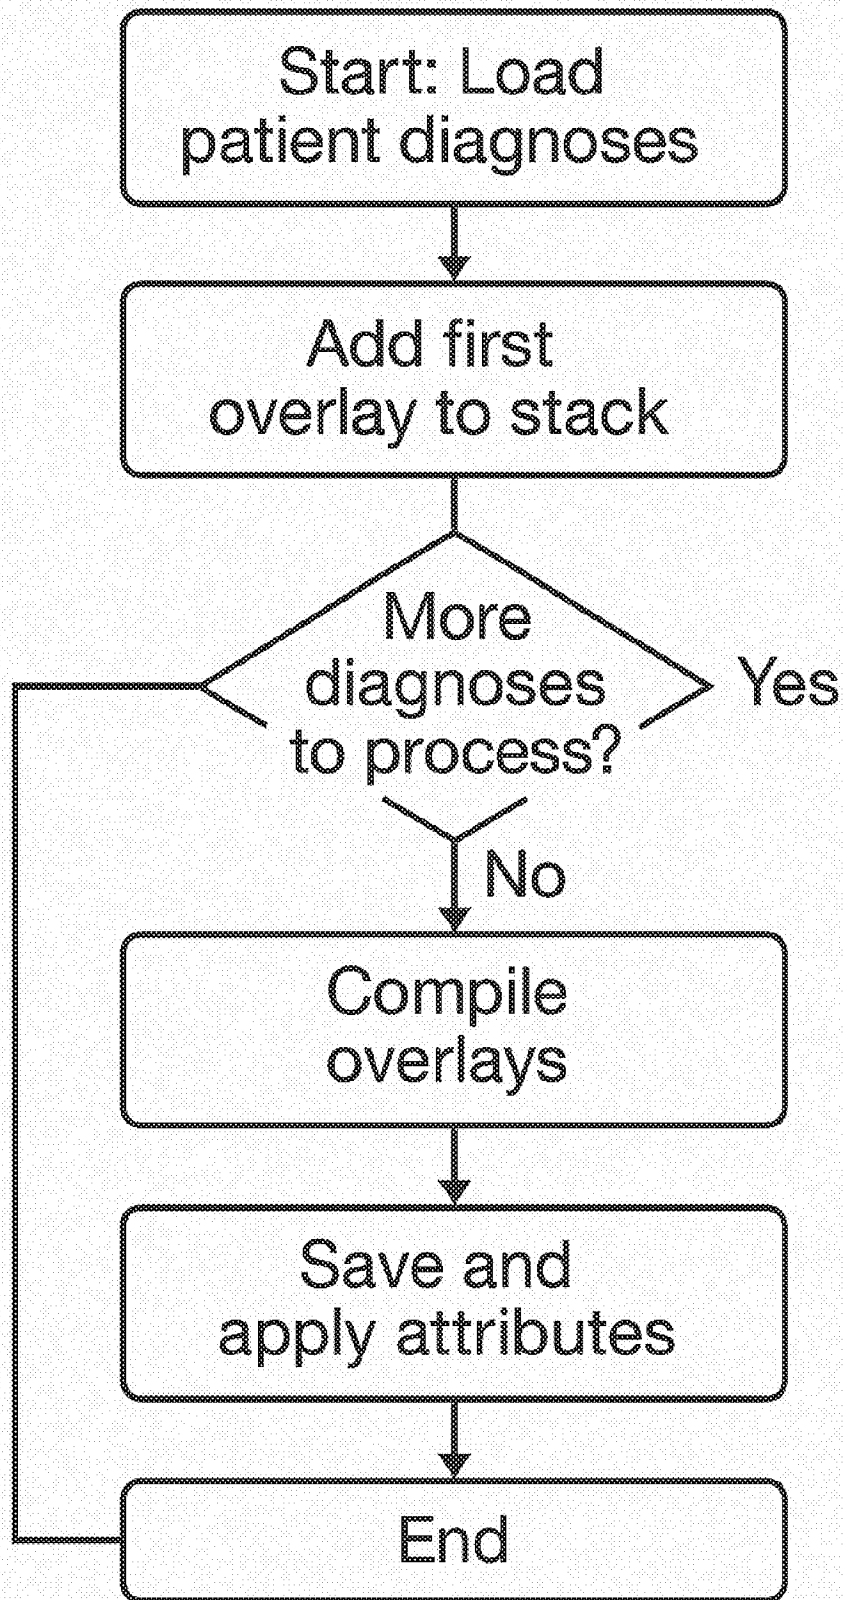 Start: Load
patient diagnoses
Add first
overlay to stack
More
diagnoses
to process?
Yes
No
Compile
overlays
Save and
apply attributes
End